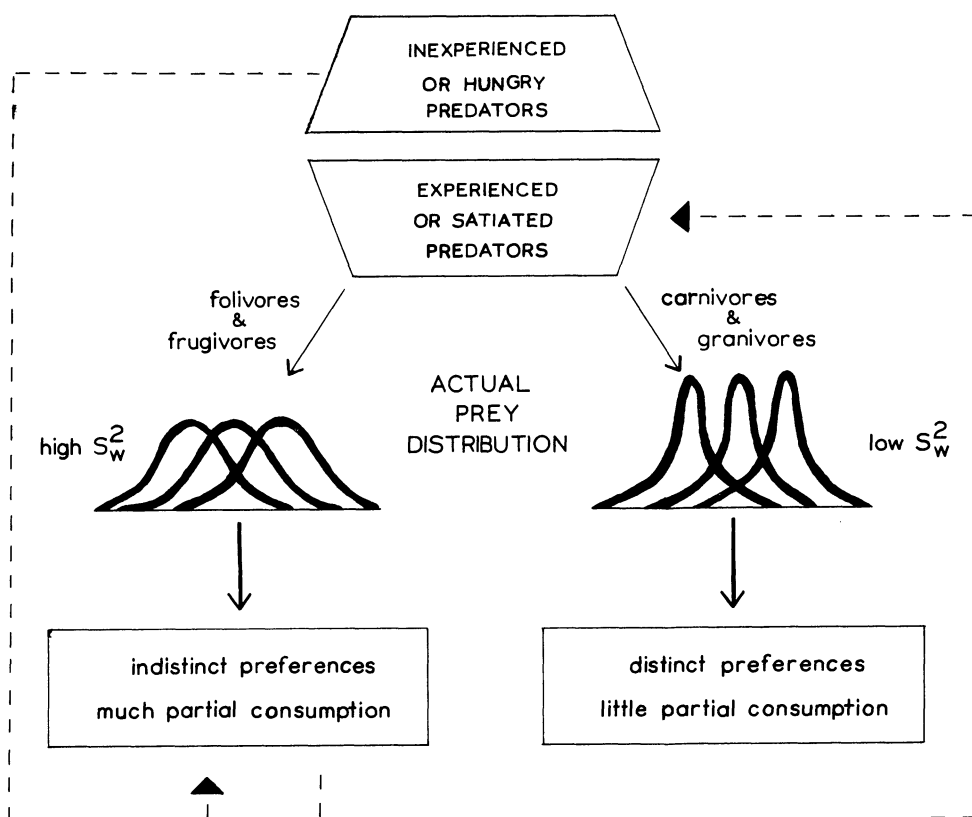 INEXPERIENCED
OR HUNGRY
PREDATORS
EXPERIENCED
OR SATIATED
PREDATORS
folivores
&
frugivores
carnivores
&
granivores
ACTUAL
PREY
DISTRIBUTION
high S²w
low S²w
indistinct preferences
much partial consumption
distinct preferences
little partial consumption